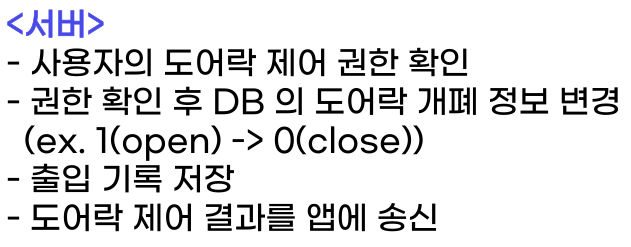 <서버>
- 사용자의 도어락 제어 권한 확인
- 권한 확인 후 DB 의 도어락 개폐 정보 변경
(ex. 1(open) -> 0(close))
- 출입 기록 저장
- 도어락 제어 결과를 앱에 송신